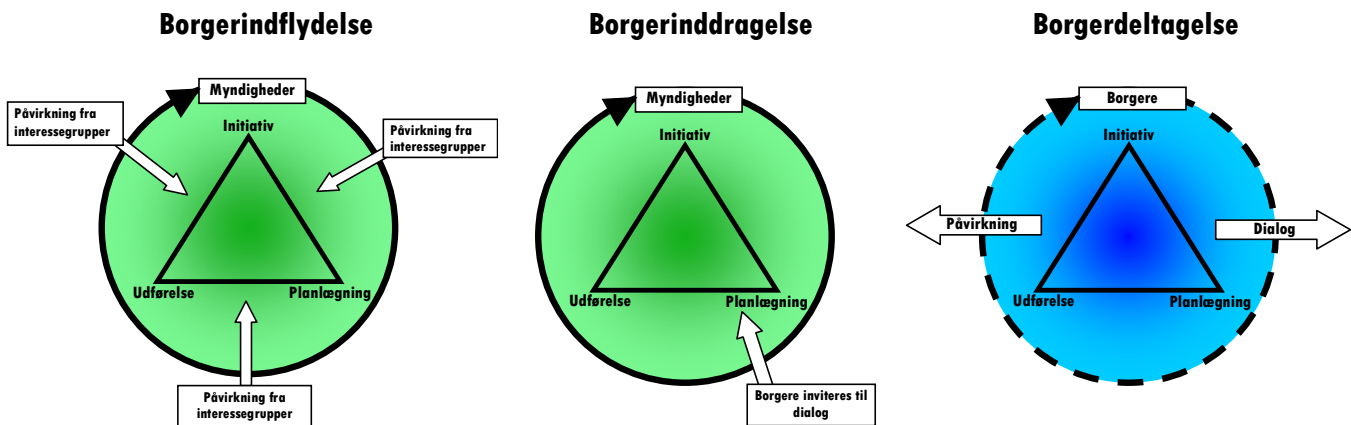 Borgerindflydelse
Myndigheder
Påvirkning fra
interessegrupper
Påvirkning fra
interessegrupper
Initiativ
Udførelse
Planlægning
Påvirkning fra
interessegrupper
Borgerinddragelse
Myndigheder
Initiativ
Udførelse
Planlægning
Borgere inviteres til
dialog
Borgerdeltagelse
Borgere
Initiativ
Påvirkning
Dialog
Udførelse
Planlægning